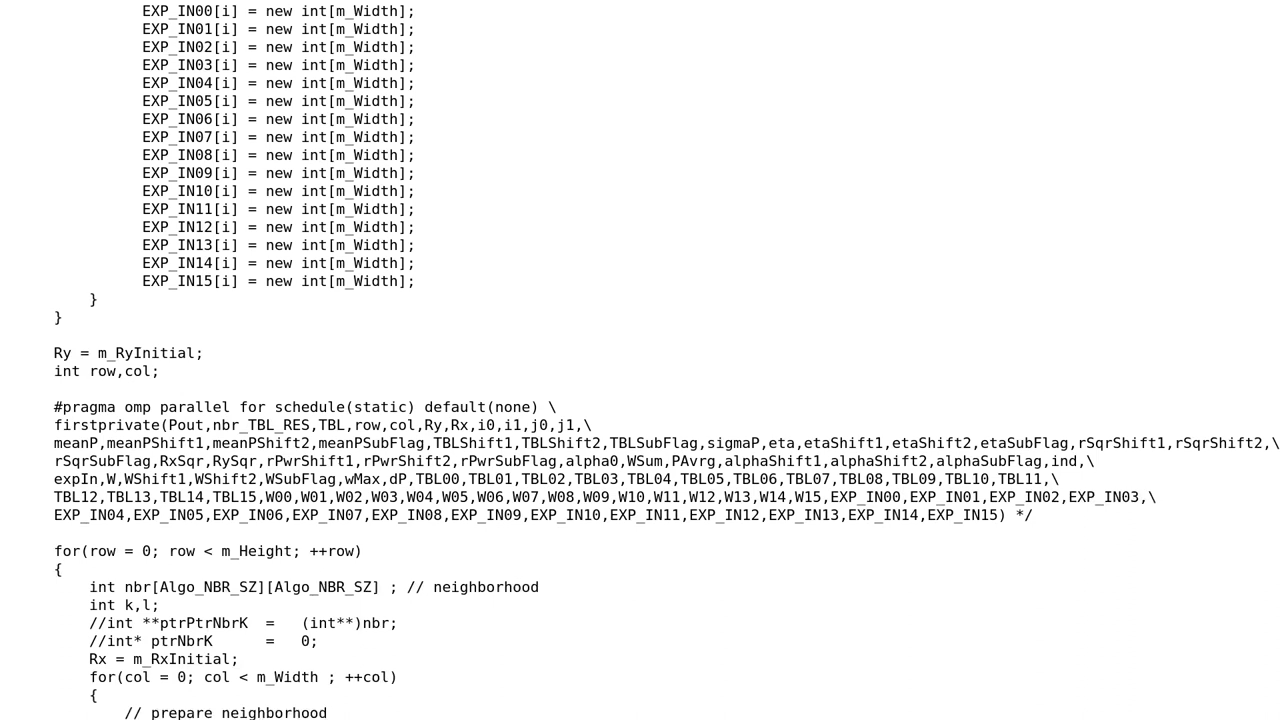 EXP_IN00[i] = new int[m_Width];
EXP_IN01[i] = new int[m_Width];
EXP_IN02[i] = new int[m_Width];
EXP_IN03[i] = new int[m_Width];
EXP_IN04[i] = new int[m_Width];
EXP_IN05[i] = new int[m_Width];
EXP_IN06[i] = new int[m_Width];
EXP_IN07[i] = new int[m_Width];
EXP_IN08[i] = new int[m_Width];
EXP_IN09[i] = new int[m_Width];
EXP_IN10[i] = new int[m_Width];
EXP_IN11[i] = new int[m_Width];
EXP_IN12[i] = new int[m_Width];
EXP_IN13[i] = new int[m_Width];
EXP_IN14[i] = new int[m_Width];
EXP_IN15[i] = new int[m_Width];
}
}
Ry = m_RyInitial;
int row,col;
#pragma omp parallel for schedule(static) default(none) \
firstprivate(Pout,nbr_TBL_RES,TBL,row,col,Ry,Rx,i0,i1,j0,j1,\
meanP,meanPShift1,meanPShift2,meanPSubFlag,TBLShift1,TBLShift2,TBLSubFlag,sigmaP,eta,etaShift1,etaShift2,etaSubFlag,rSqrShift1,rSqrShift2,\
rSqrSubFlag,RxSqr,RySqr,rPwrShift1,rPwrShift2,rPwrSubFlag,alpha0,WSum,PAvrg,alphaShift1,alphaShift2,alphaSubFlag,ind,\
expIn,W,WShift1,WShift2,WSubFlag,wMax,dP,TBL00,TBL01,TBL02,TBL03,TBL04,TBL05,TBL06,TBL07,TBL08,TBL09,TBL10,TBL11,\
TBL12,TBL13,TBL14,TBL15,W00,W01,W02,W03,W04,W05,W06,W07,W08,W09,W10,W11,W12,W13,W14,W15,EXP_IN00,EXP_IN01,EXP_IN02,EXP_IN03,\
EXP_IN04,EXP_IN05,EXP_IN06,EXP_IN07,EXP_IN08,EXP_IN09,EXP_IN10,EXP_IN11,EXP_IN12,EXP_IN13,EXP_IN14,EXP_IN15) */
for(row = 0; row < m_Height; ++row)
{
int nbr[Algo_NBR_SZ][Algo_NBR_SZ] ; // neighborhood
int k,l;
//int **ptrPtrNbrK  =   (int**)nbr;
//int* ptrNbrK      =   0;
Rx = m_RxInitial;
for(col = 0; col < m_Width ; ++col)
{
// prepare neighborhood